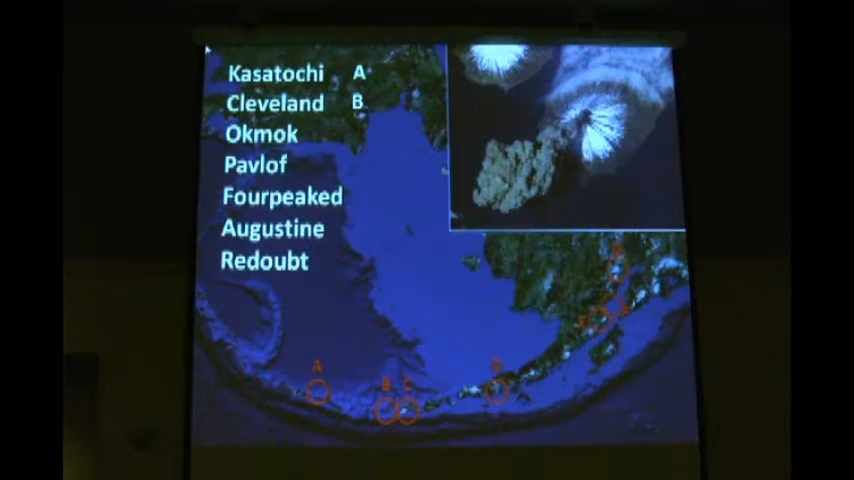 Kasatochi A
Cleveland B
Okmok
Pavlof
Fourpeaked
Augustine
Redoubt
A
B C
D